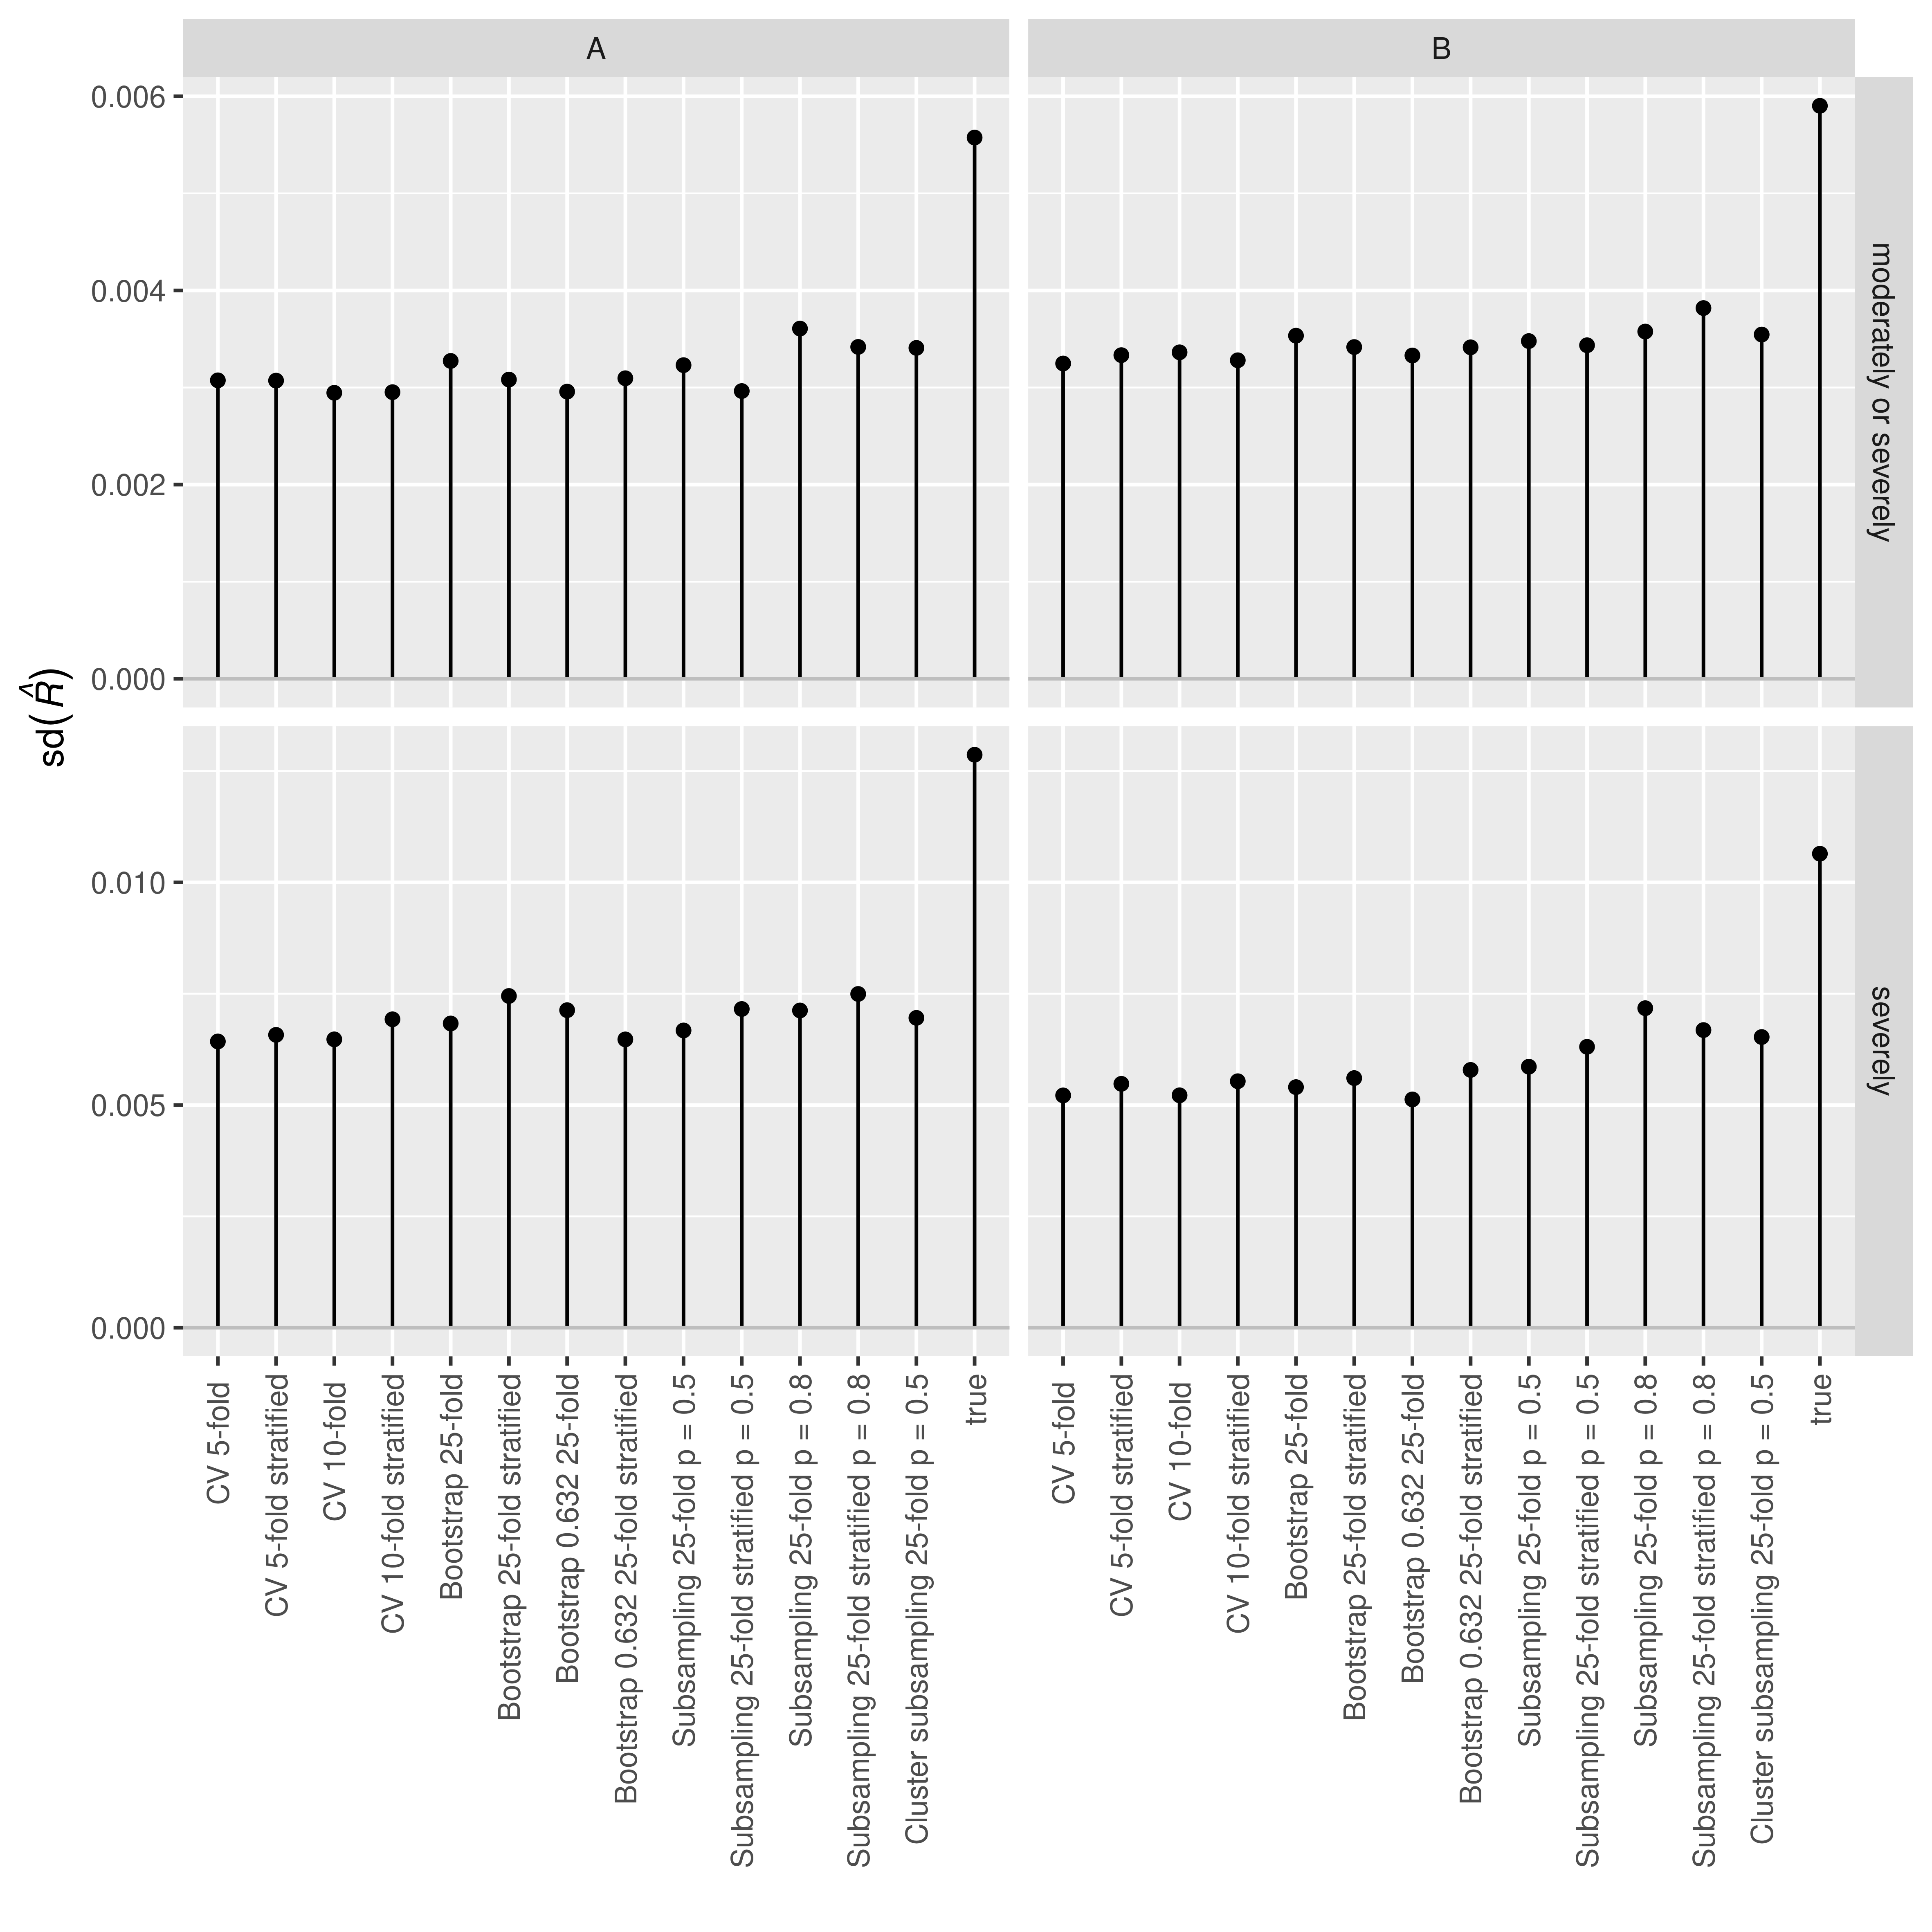 A
B
0.006
0.004
0.002
0.000
moderately or severely
sd( R̂)
0.010
0.005
0.000
severely
CV 5-fold
CV 5-fold stratified
CV 10-fold
CV 10-fold stratified
Bootstrap 25-fold
Bootstrap 25-fold stratified
Bootstrap 0.632 25-fold
Bootstrap 0.632 25-fold stratified
Subsampling 25-fold p = 0.5
Subsampling 25-fold stratified p = 0.5
Subsampling 25-fold p = 0.8
Subsampling 25-fold stratified p = 0.8
Cluster subsampling 25-fold p = 0.5
true
CV 5-fold
CV 5-fold stratified
CV 10-fold
CV 10-fold stratified
Bootstrap 25-fold
Bootstrap 25-fold stratified
Bootstrap 0.632 25-fold
Bootstrap 0.632 25-fold stratified
Subsampling 25-fold p = 0.5
Subsampling 25-fold stratified p = 0.5
Subsampling 25-fold p = 0.8
Subsampling 25-fold stratified p = 0.8
Cluster subsampling 25-fold p = 0.5
true